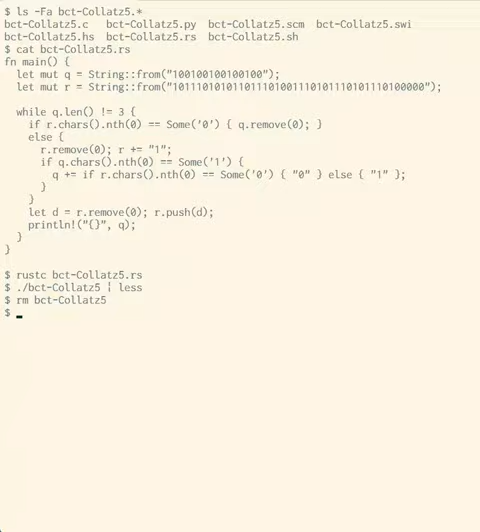 $ ls -Fa bct-Collatz5.*
bct-Collatz5.c   bct-Collatz5.py  bct-Collatz5.scm  bct-Collatz5.swi
bct-Collatz5.hs  bct-Collatz5.rs  bct-Collatz5.sh
$ cat bct-Collatz5.rs
fn main() {
  let mut q = String::from("100100100100100");
  let mut r = String::from("1011101010110111010011101011101011101​00000");

  while q.len() != 3 {
    if r.chars().nth(0) == Some('0') { q.remove(0); }
    else {
      r.remove(0); r += "1";
      if q.chars().nth(0) == Some('1') {
        q += if r.chars().nth(0) == Some('0') { "0" } else { "1" };
      }
    }
    let d = r.remove(0); r.push(d);
    println!("{}", q);
  }
}

$ rustc bct-Collatz5.rs
$ ./bct-Collatz5 | less
$ rm bct-Collatz5
$